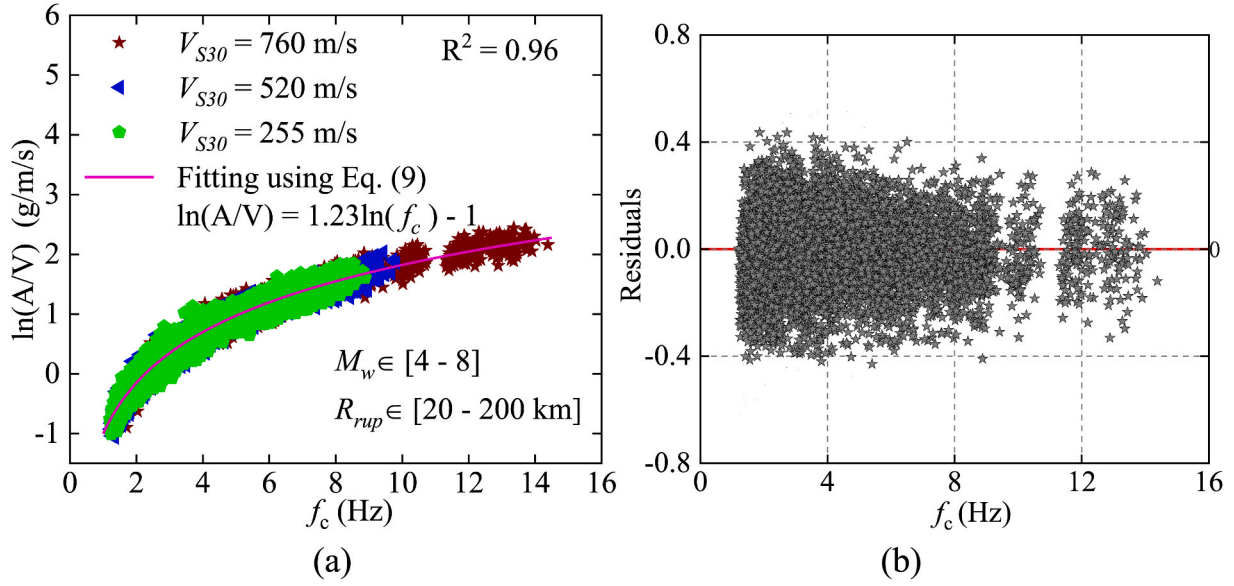 6
5
4
3
2
1
0
-1
ln(A/V) (g/m/s)
V_S30 = 760 m/s
R² = 0.96
V_S30 = 520 m/s
V_S30 = 255 m/s
Fitting using Eq. (9)
ln(A/V) = 1.23ln(f_c) - 1
M_w ∈ [4 - 8]
R_rup ∈ [20 - 200 km]
0 2 4 6 8 10 12 14 16
f_c (Hz)
(a)
0.8
0.4
0.0
-0.4
-0.8
Residuals
0
0 4 8 12 16
f_c (Hz)
(b)